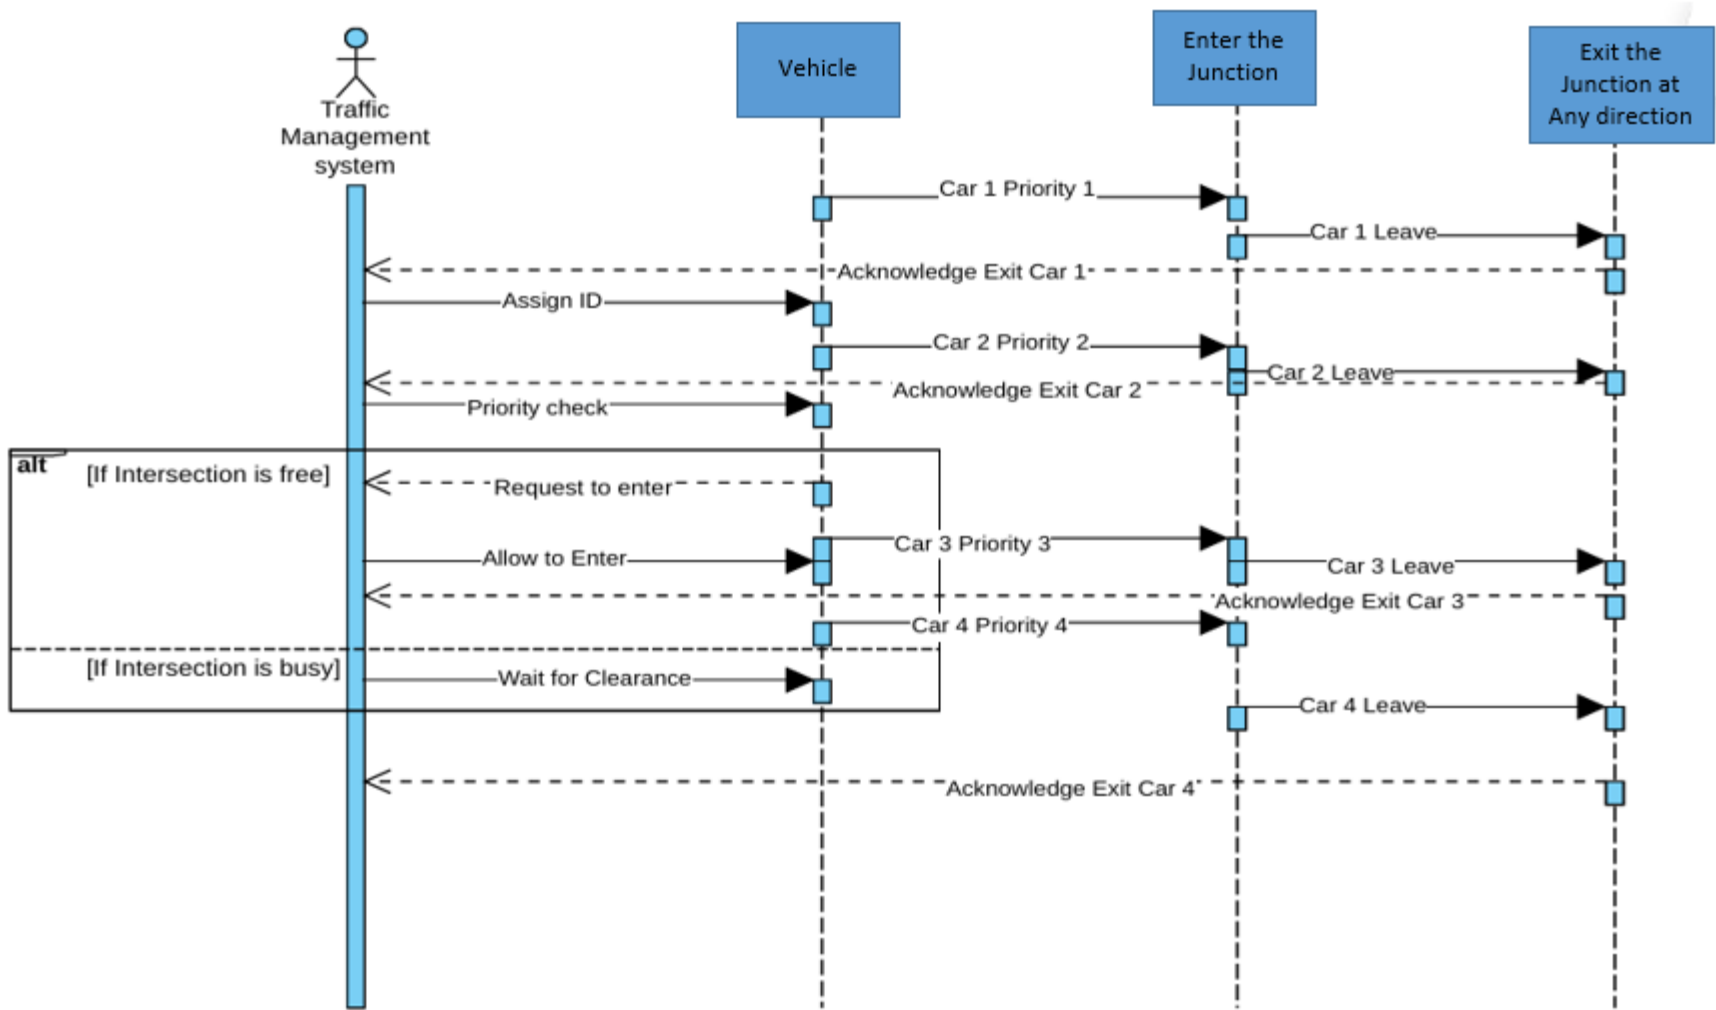 Traffic
Management
system
Vehicle
Enter the
Junction
Exit the
Junction at
Any direction
Car 1 Priority 1
Car 1 Leave
Acknowledge Exit Car 1
Assign ID
Car 2 Priority 2
Car 2 Leave
Acknowledge Exit Car 2
Priority check
alt
[If Intersection is free]
Request to enter
Car 3 Priority 3
Allow to Enter
Car 3 Leave
Acknowledge Exit Car 3
Car 4 Priority 4
[If Intersection is busy]
Wait for Clearance
Car 4 Leave
Acknowledge Exit Car 4